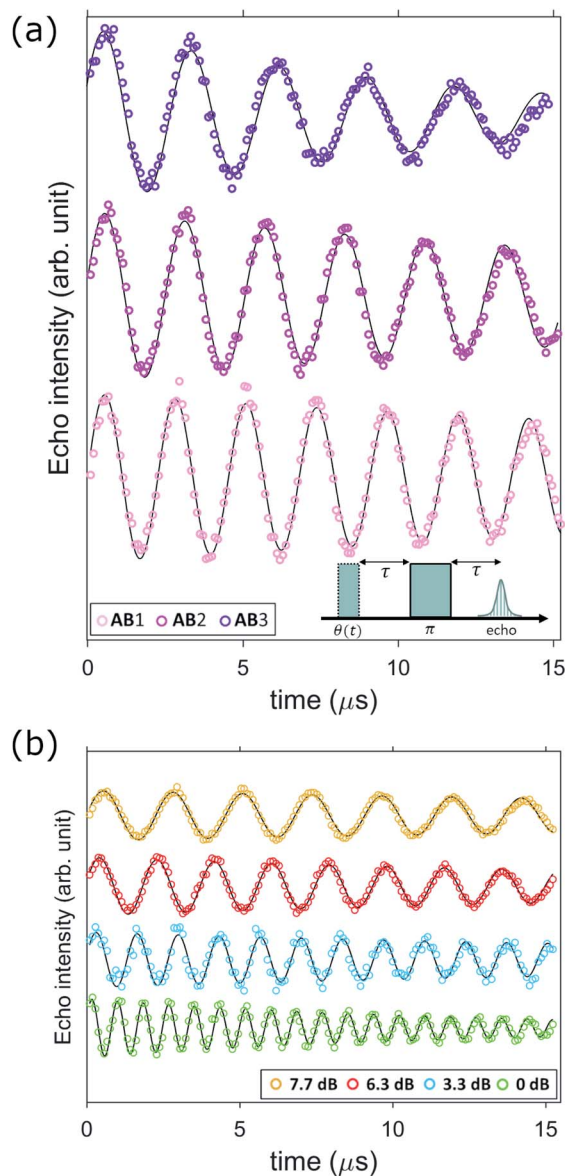 (a)
Echo intensity (arb. unit)
τ
τ
AB1 AB2 AB3
θ(t)
π
echo
0
5
10
15
time (μs)
(b)
Echo intensity (arb. unit)
7.7 dB 6.3 dB 3.3 dB 0 dB
0
5
10
15
time (μs)